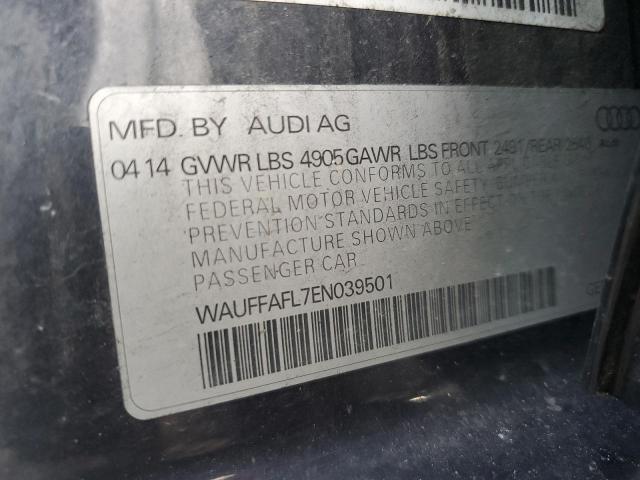 MFD. BY AUDI AG
04 14 GVWR LBS 4905 GAWR LBS FRONT 2491 /REAR
THIS VEHICLE CONFORMS TO ALL
FEDERAL MOTOR VEHICLE SAFETY
PREVENTION STANDARDS IN EFFECT
MANUFACTURE SHOWN ABOVE
PASSENGER CAR
WAUFFAFL7EN039501